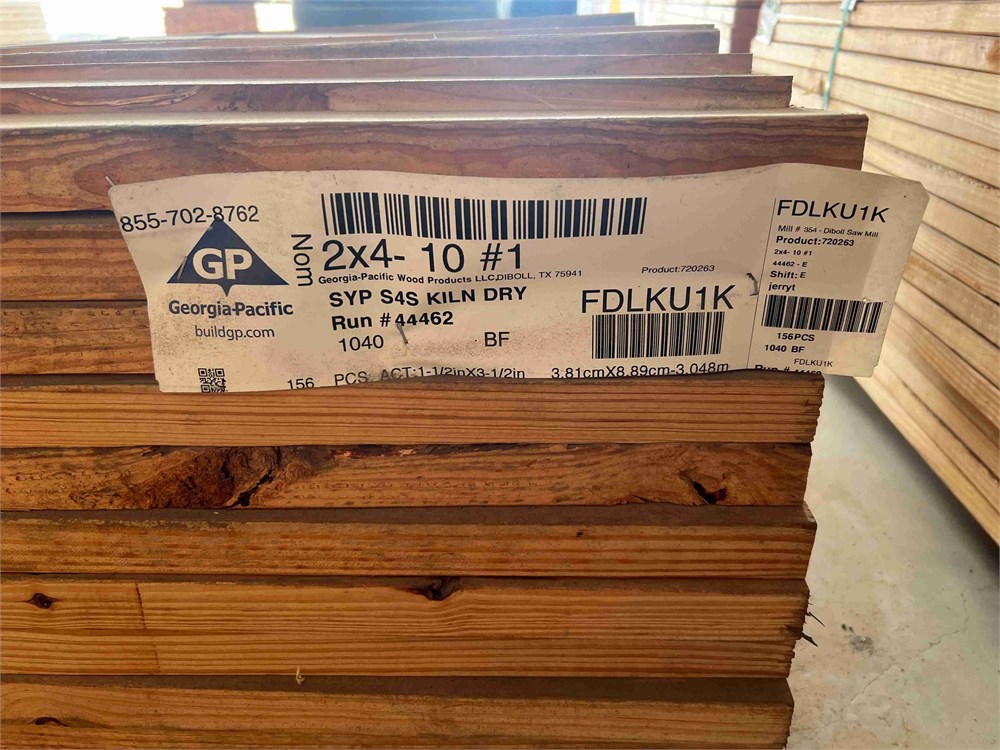 855-702-8762
GP
Georgia-Pacific
buildgp.com
Nom
2x4- 10 #1
Georgia-Pacific Wood Products LLC,DIBOLL, TX 75941
Product:720263
SYP S4S KILN DRY
FDLKU1K
Run # 44462
1040 BF
156 PCS ACT:1-1/2inX3-1/2in 3.81cmX8.89cm-3.048m
FDLKU1K
Mill # 354 - Diboll Saw Mill
Product:720263
2x4- 10 #1
44462 - E
Shift: E
jerryt
156PCS
1040 BF
FDLKU1K
Run #